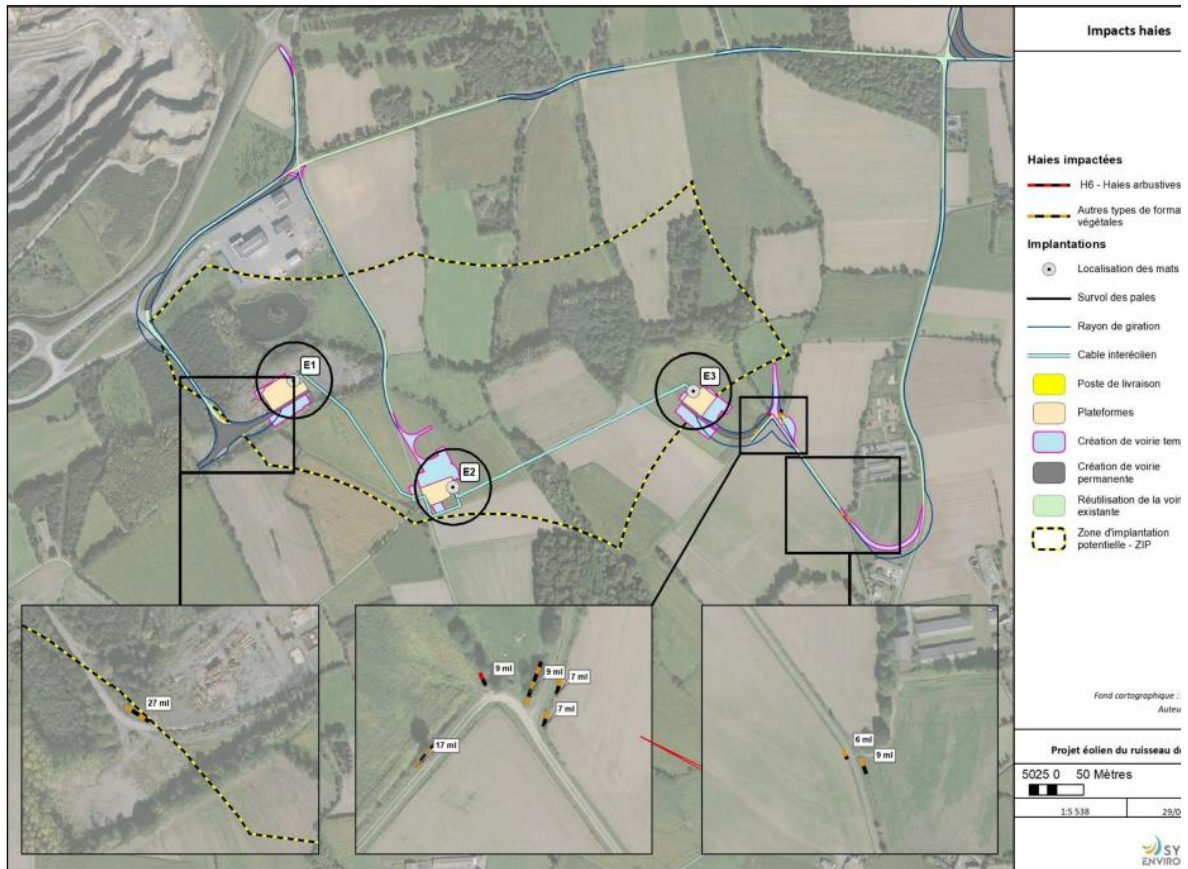 Impacts haies
Haies impactées
H6 - Haies arbustives
Autres types de forma
végétales
Implantations
Localisation des mats
Survol des pales
Rayon de giration
Cable interéolien
Poste de livraison
Plateformes
Création de voirie temp
Création de voirie
permanente
Réutilisation de la voir
existante
Zone d'implantation
potentielle - ZIP
Fond cartographique :
Auteu
Projet éolien du ruisseau de
5025 0 50 Mètres
1:5 538
29/0
SY
ENVIRO
E1
E2
E3
27 ml
9 ml
9 ml
7 ml
7 ml
17 ml
6 ml
9 ml